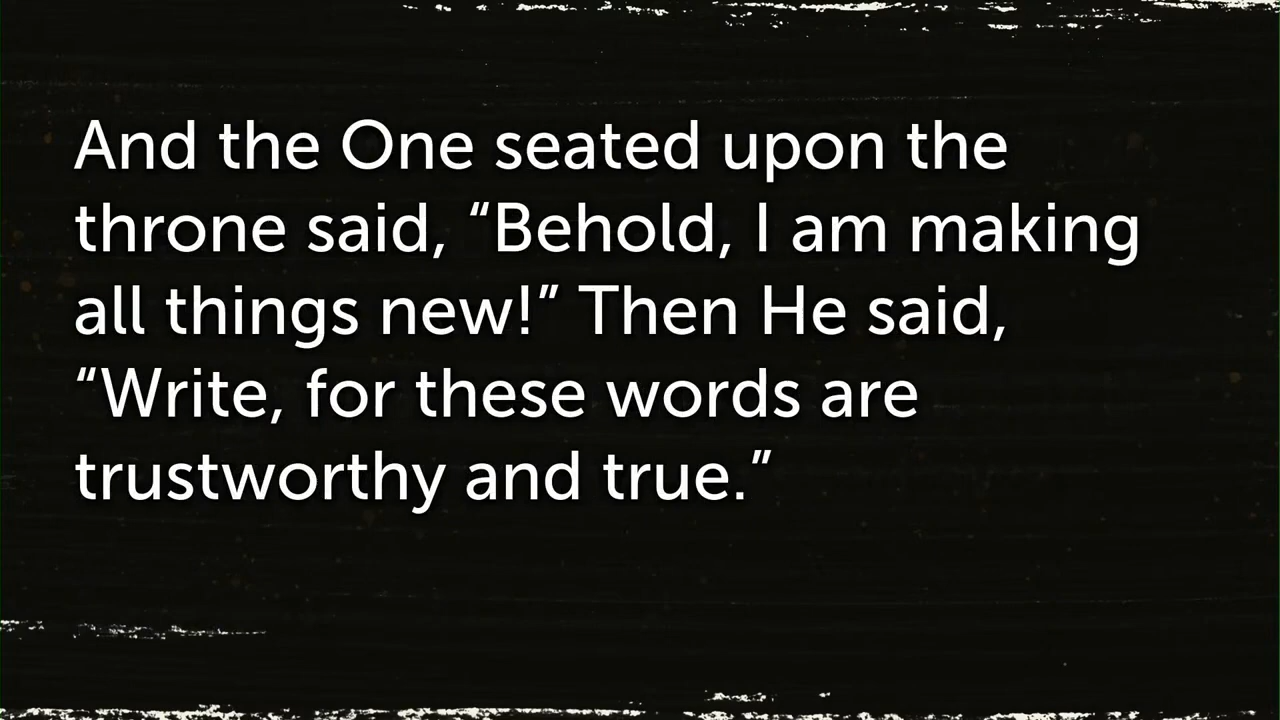 And the One seated upon the
throne said, “Behold, I am making
all things new!” Then He said,
“Write, for these words are
trustworthy and true.”